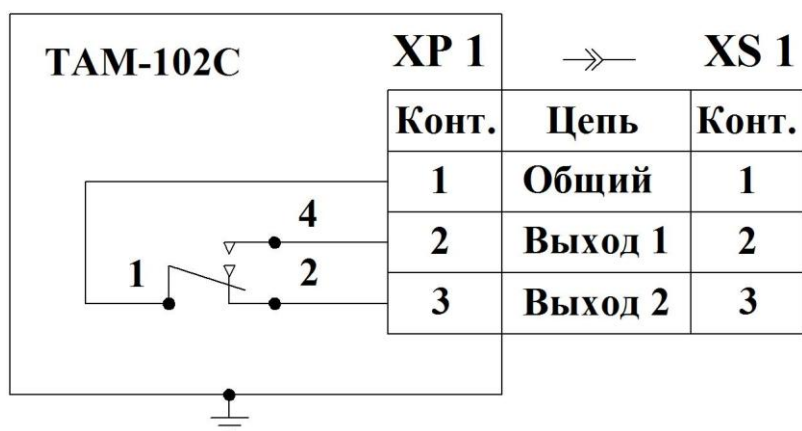 ТАМ-102С XP 1 XS 1
Конт. Цепь Конт.
1 Общий 1
4
2 Выход 1 2
1 2
3 Выход 2 3